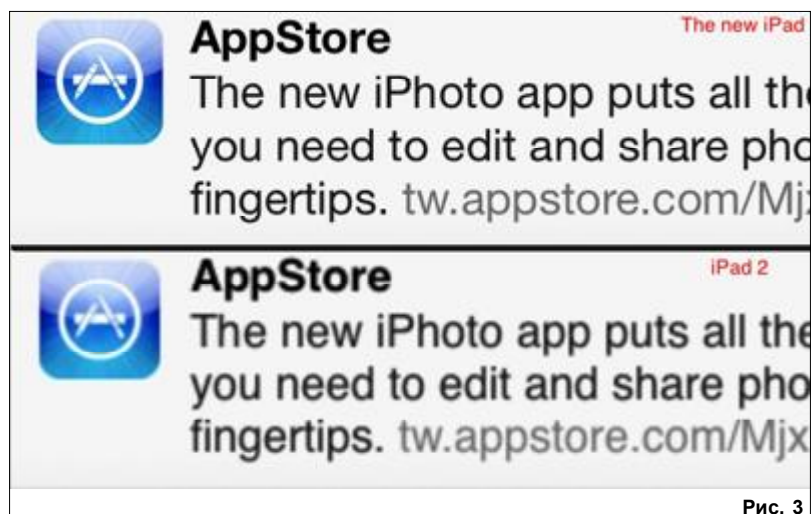 AppStore
The new iPad
The new iPhoto app puts all the
you need to edit and share pho
fingertips. tw.appstore.com/Mjx
AppStore
iPad 2
The new iPhoto app puts all the
you need to edit and share pho
fingertips. tw.appstore.com/Mjx
Рис. 3